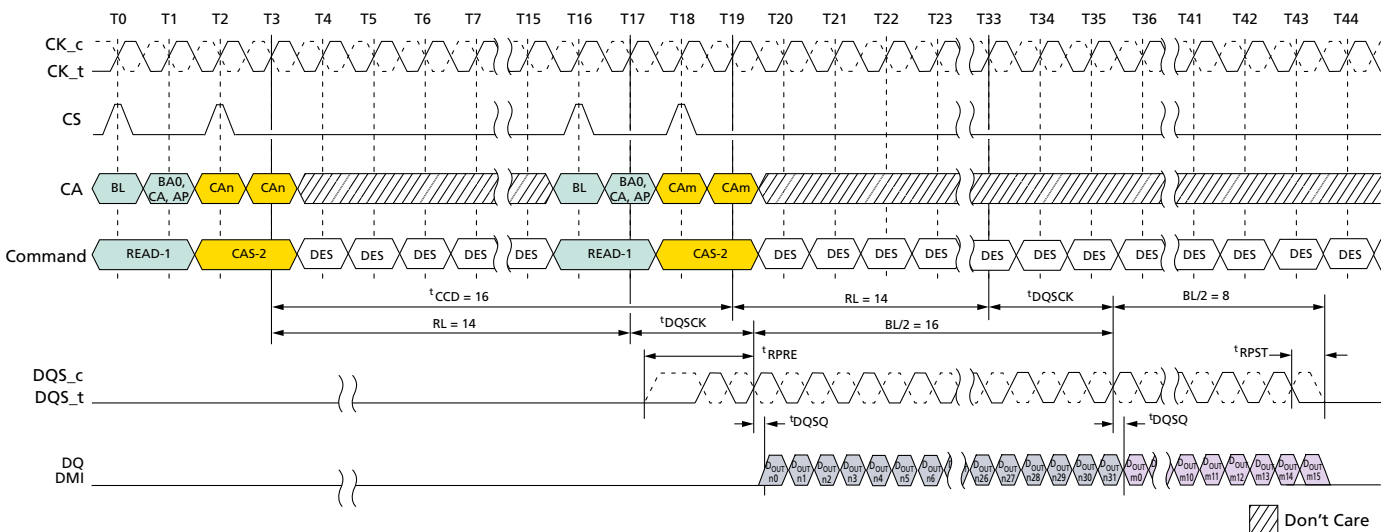 T0 T1 T2 T3 T4 T5 T6 T7 T15 T16 T17 T18 T19 T20 T21 T22 T23 T33 T34 T35 T36 T41 T42 T43 T44
CK_c
CK_t
CS
CA BL BA0, CA, AP CAn CAn BL BA0, CA, AP CAm CAm
Command READ-1 CAS-2 DES DES DES DES DES READ-1 CAS-2 DES DES DES DES DES DES DES DES DES DES DES DES
tCCD = 16 RL = 14 tDQSCK BL/2 = 8
RL = 14 tDQSCK BL/2 = 16
tRPRE tRPST
DQS_c
DQS_t
tDQSQ tDQSQ
DQ
DMI
DOUT n0 DOUT n1 DOUT n2 DOUT n3 DOUT n4 DOUT n5 DOUT n6 DOUT n26 DOUT n27 DOUT n28 DOUT n29 DOUT n30 DOUT n31 DOUT m0 D DOUT m10 DOUT m11 DOUT m12 DOUT m13 DOUT m14 DOUT m15
Don't Care